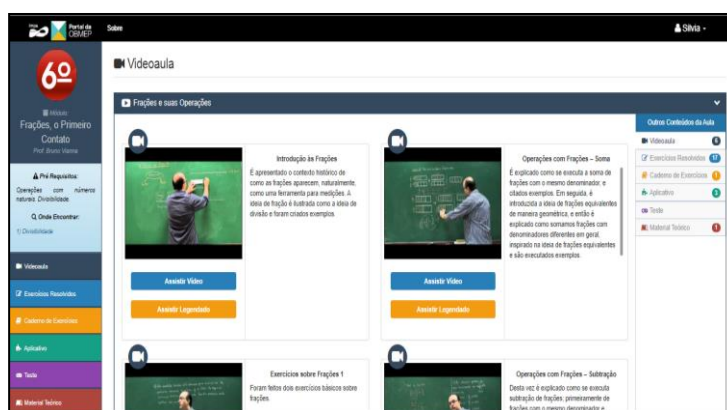 Portal da
OBMEP
Sobre
Silvia
6º
Módulo
Frações, o Primeiro
Contato
Prof. Bruno Vianna
Pré Requisitos:
Operações com números
naturais. Divisibilidade.
Onde Encontrar:
1) Divisibilidade
Videoaula
Exercícios Resolvidos
Caderno de Exercícios
Aplicativo
Teste
Material Teórico
Videoaula
Frações e suas Operações
Introdução às Frações
É apresentado o contexto histórico de
como as frações aparecem, naturalmente,
como uma ferramenta para medições. A
ideia de fração é ilustrada como a ideia de
divisão e foram criados exemplos.
Assistir Vídeo
Assistir Legendado
Operações com Frações – Soma
É explicado como se executa a soma de
frações com o mesmo denominador, e
citados exemplos. Em seguida, é
introduzida a ideia de frações equivalentes
de maneira geométrica, e então é
explicado como somamos frações com
denominadores diferentes em geral,
inspirado na ideia de frações equivalentes
e são executados exemplos.
Assistir Vídeo
Assistir Legendado
Exercícios sobre Frações 1
Foram feitos dois exercícios básicos sobre
frações.
Operações com Frações – Subtração
Desta vez é explicado como se executa
subtração de frações, primeiramente de
frações com o mesmo denominador e
Outros Conteúdos da Aula
Videoaula
Exercícios Resolvidos
Caderno de Exercícios
Aplicativo
Teste
Material Teórico